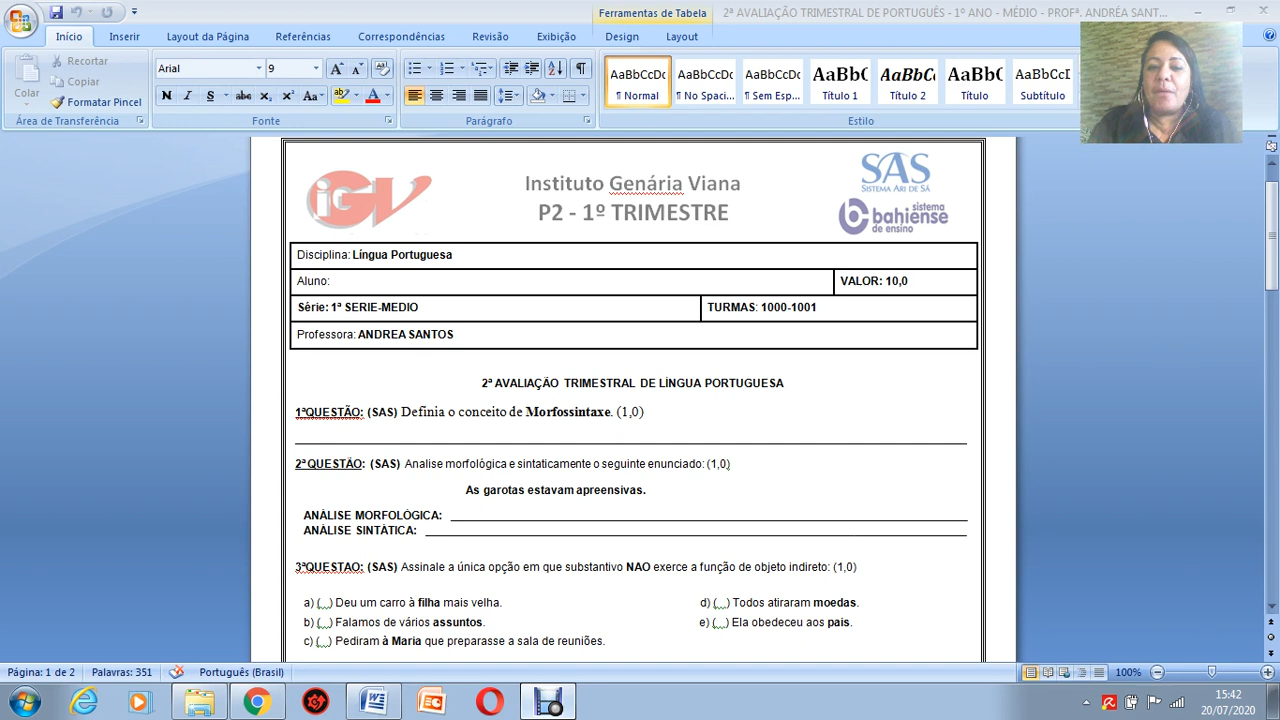 Ferramentas de Tabela
2ª AVALIAÇÃO TRIMESTRAL DE PORTUGUÊS - 1º ANO - MÉDIO - PROFª. ANDRÉA SANT...
Início Inserir Layout da Página Referências Correspondências Revisão Exibição Design Layout
Colar
Recortar
Copiar
Formatar Pincel
Área de Transferência
Arial 9
N I S abe x₂ x² Aa
Fonte
Parágrafo
AaBbCcDc AaBbCcDc AaBbCcDc AaBbC AaBbC AaBbC AaBbCcI
¶ Normal ¶ No Spaci... ¶ Sem Esp... Título 1 Título 2 Título Subtítulo
Estilo
iGV
Instituto Genária Viana
P2 - 1º TRIMESTRE
SAS
SISTEMA ARI DE SÁ
sistema
bahiense
de ensino
Disciplina: Língua Portuguesa
Aluno: VALOR: 10,0
Série: 1ª SERIE-MEDIO TURMAS: 1000-1001
Professora: ANDREA SANTOS
2ª AVALIAÇÃO TRIMESTRAL DE LÍNGUA PORTUGUESA
1ªQUESTÃO: (SAS) Definia o conceito de Morfossintaxe. (1,0)
2ªQUESTÃO: (SAS) Analise morfológica e sintaticamente o seguinte enunciado: (1,0)
As garotas estavam apreensivas.
ANÁLISE MORFOLÓGICA:
ANÁLISE SINTÁTICA:
3ªQUESTAO: (SAS) Assinale a única opção em que substantivo NAO exerce a função de objeto indireto: (1,0)
a) (   ) Deu um carro à filha mais velha.
b) (   ) Falamos de vários assuntos.
c) (   ) Pediram à Maria que preparasse a sala de reuniões.
d) (   ) Todos atiraram moedas.
e) (   ) Ela obedeceu aos pais.
Página: 1 de 2 Palavras: 351 Português (Brasil) 100%
15:42
20/07/2020